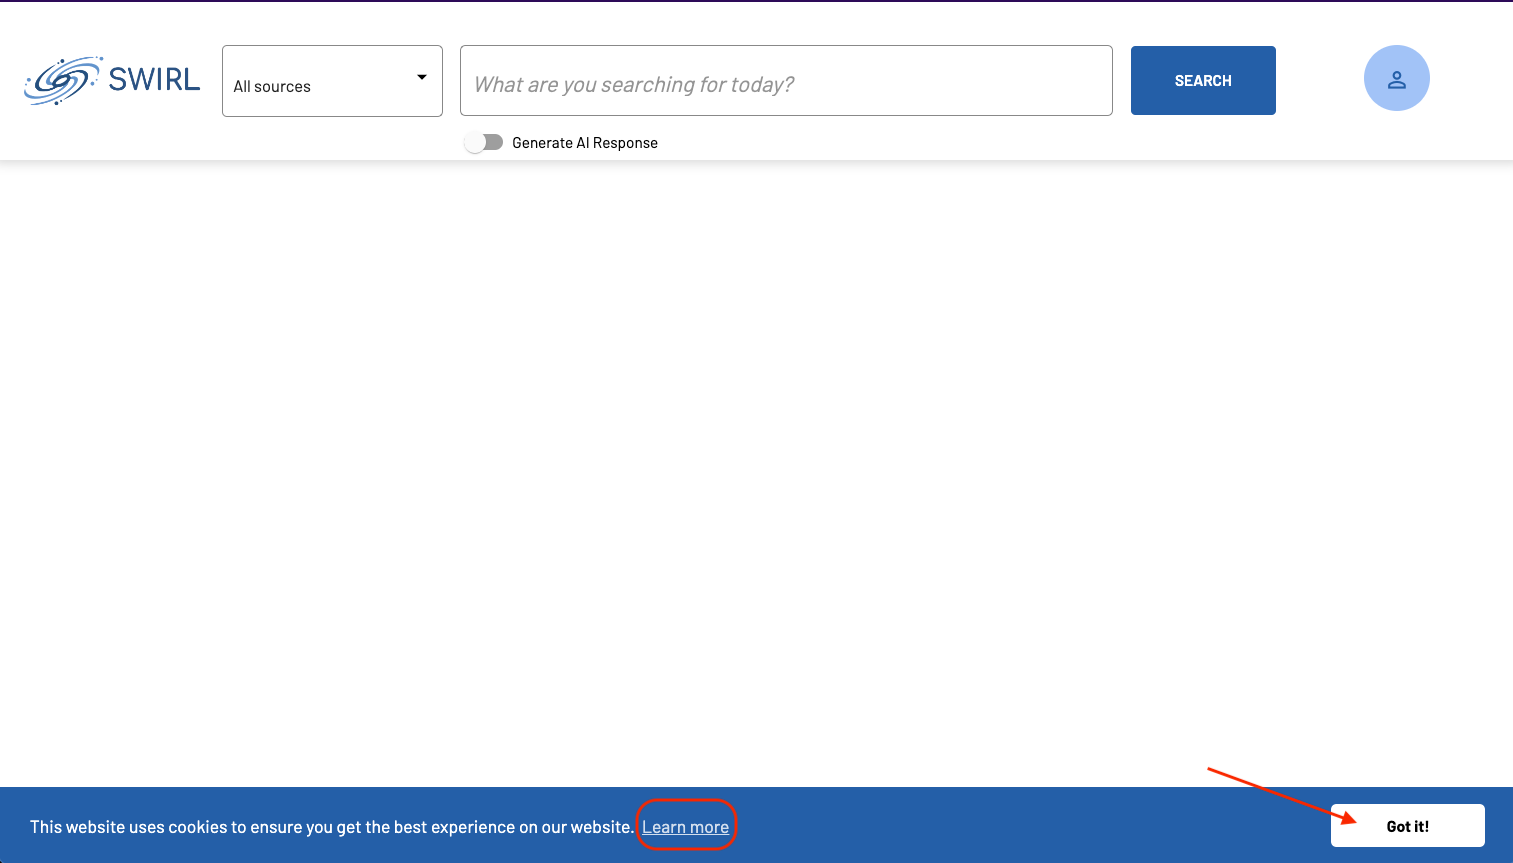 SWIRL
All sources
What are you searching for today?
SEARCH
Generate AI Response
This website uses cookies to ensure you get the best experience on our website. Learn more
Got it!